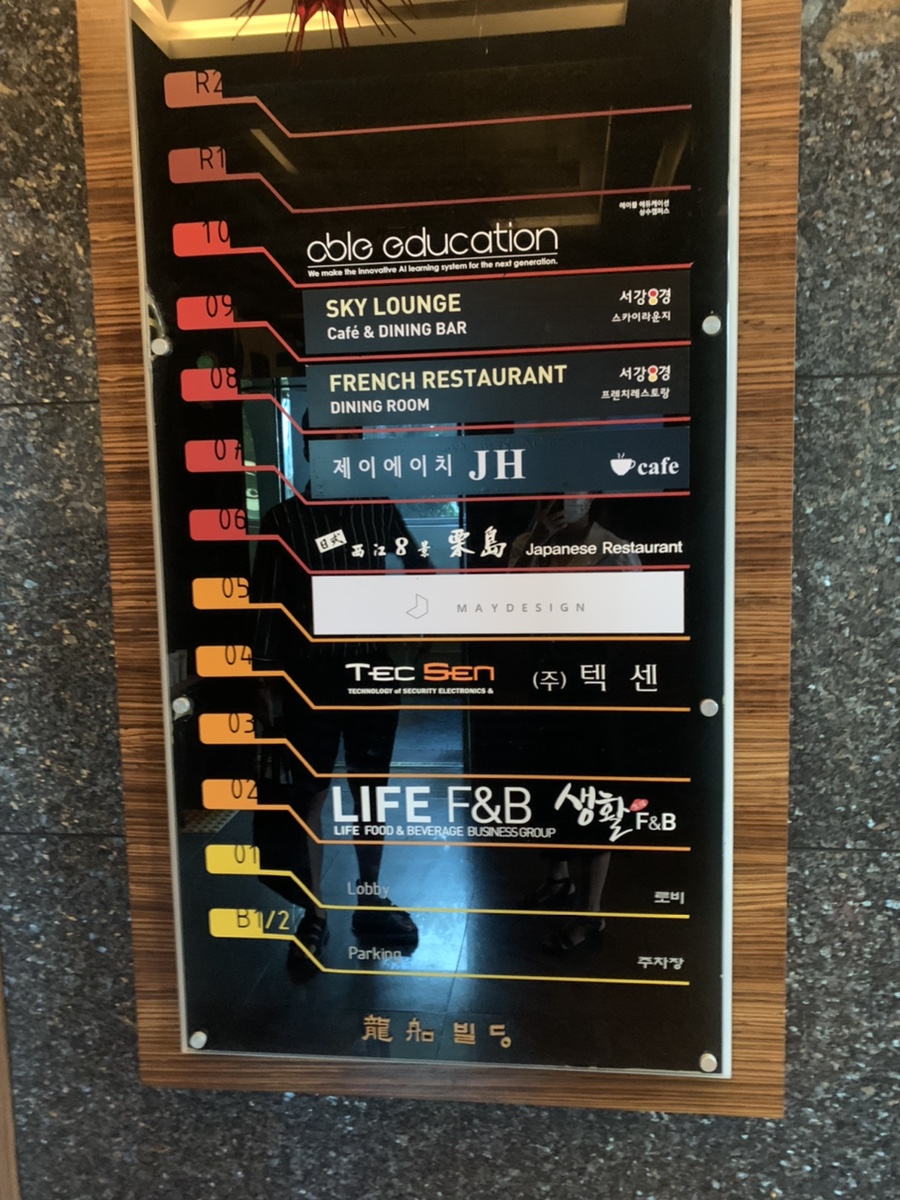 R2
R1
에이블 에듀케이션
상수캠퍼스
10
able education
We make the innovative AI learning system for the next generation.
09
SKY LOUNGE
서강8경
Café & DINING BAR
스카이라운지
08
FRENCH RESTAURANT
서강8경
DINING ROOM
프렌치레스토랑
07
제이에이치 JH cafe
06
日式 西江8景 栗島 Japanese Restaurant
05
MAYDESIGN
04
TEC SEN (주) 텍 센
TECHNOLOGY of SECURITY ELECTRONICS &
03
02
LIFE F&B 생활 F&B
LIFE FOOD & BEVERAGE BUSINESS GROUP
01
Lobby 로비
B1/2
Parking 주차장
龍 船 빌딩